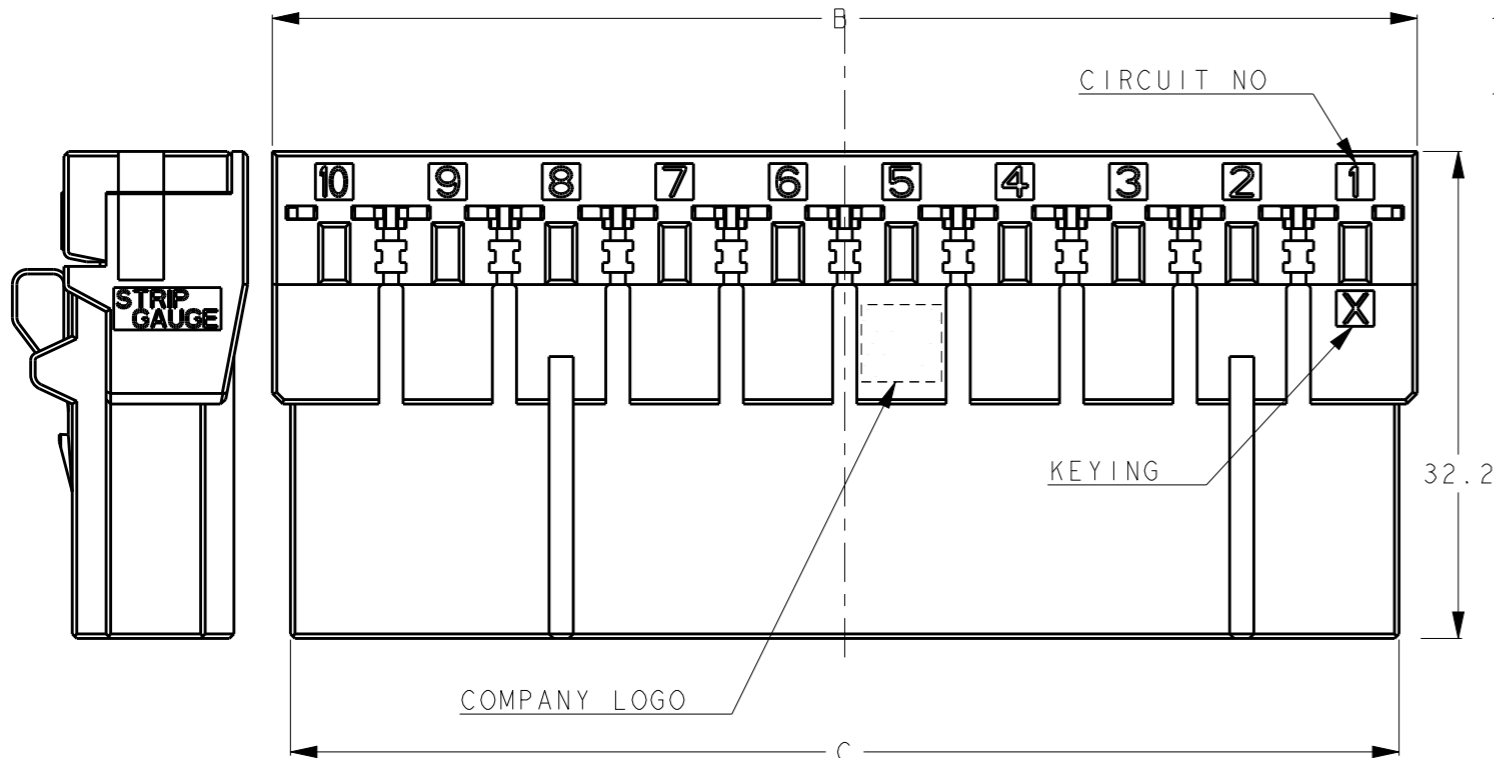 B
CIRCUIT NO
10 9 8 7 6 5 4 3 2 1
STRIP
GAUGE
X
KEYING
32.2
COMPANY LOGO
C